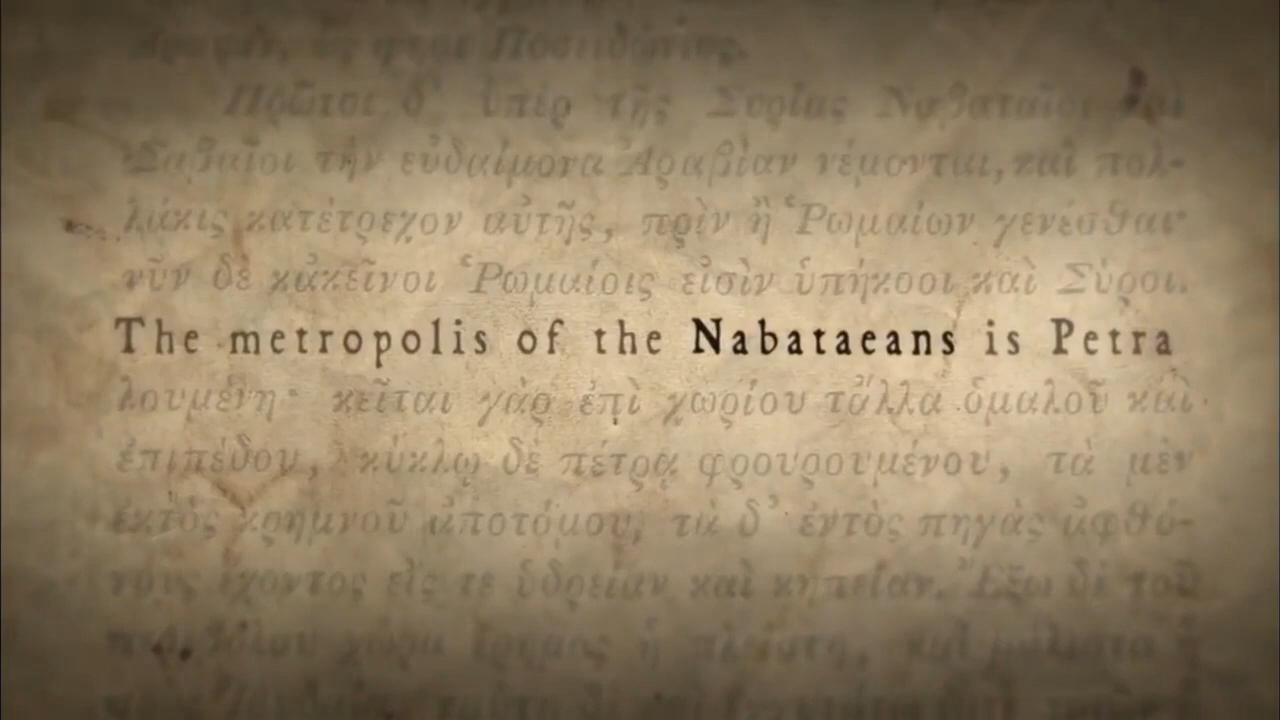 Ἀράβων, ὥς φησι Ποσειδώνιος.
Πρῶτοι δ' ὑπὲρ τῆς Συρίας Ναβαταῖοι καὶ
Σαβαῖοι τὴν εὐδαίμονα Ἀραβίαν νέμονται, καὶ πολ-
λάκις κατέτρεχον αὐτῆς, πρὶν ἢ Ῥωμαίων γενέσθαι·
νῦν δὲ κἀκεῖνοι Ῥωμαίοις εἰσὶν ὑπήκοοι καὶ Σύροι.
The metropolis of the Nabataeans is Petra
λουμένη· κεῖται γὰρ ἐπὶ χωρίου τἆλλα ὁμαλοῦ καὶ
ἐπιπέδου, κύκλῳ δὲ πέτρᾳ φρουρουμένου, τὰ μὲν
ἐκτὸς κρημνοῦ ἀποτόμου, τὰ δ' ἐντὸς πηγὰς ἀφθό-
νους ἔχοντος εἴς τε ὑδρείαν καὶ κηπείαν. Ἔξω δὲ τοῦ
περιβόλου χώρα ἔρημος ἡ πλείστη, καὶ μάλιστα ἡ